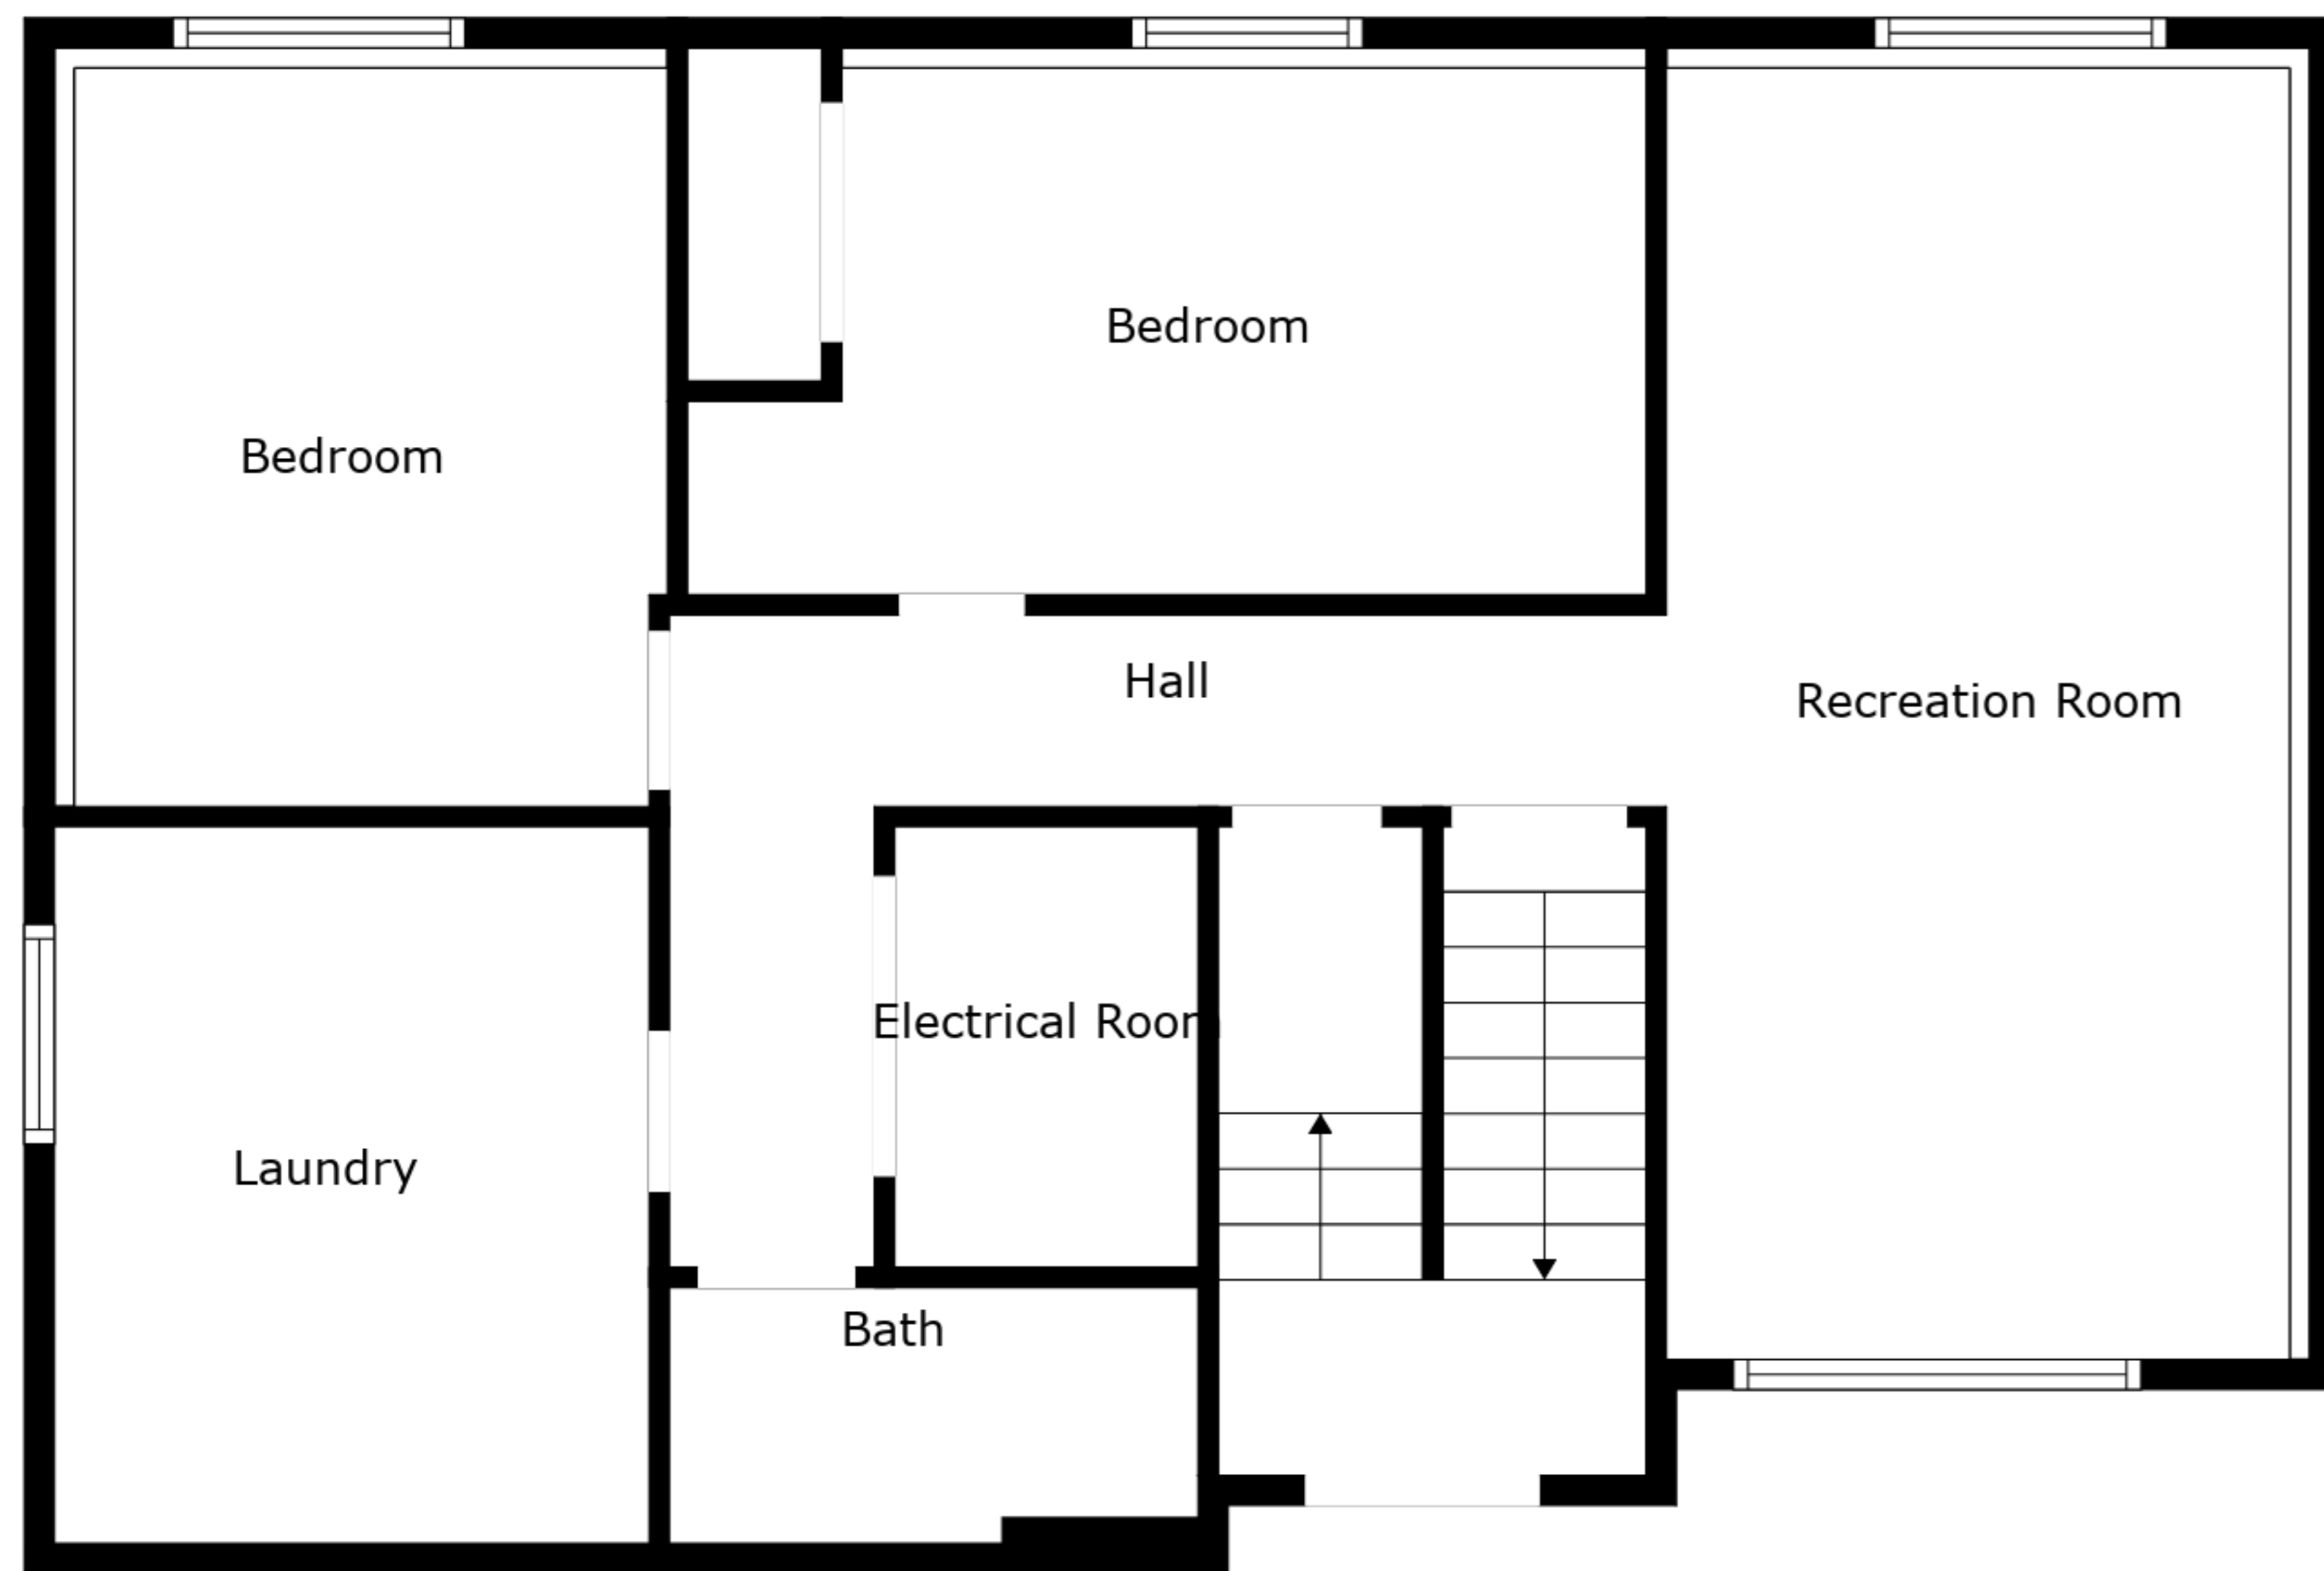 Bedroom
Bedroom
Hall
Recreation Room
Electrical Room
Laundry
Bath